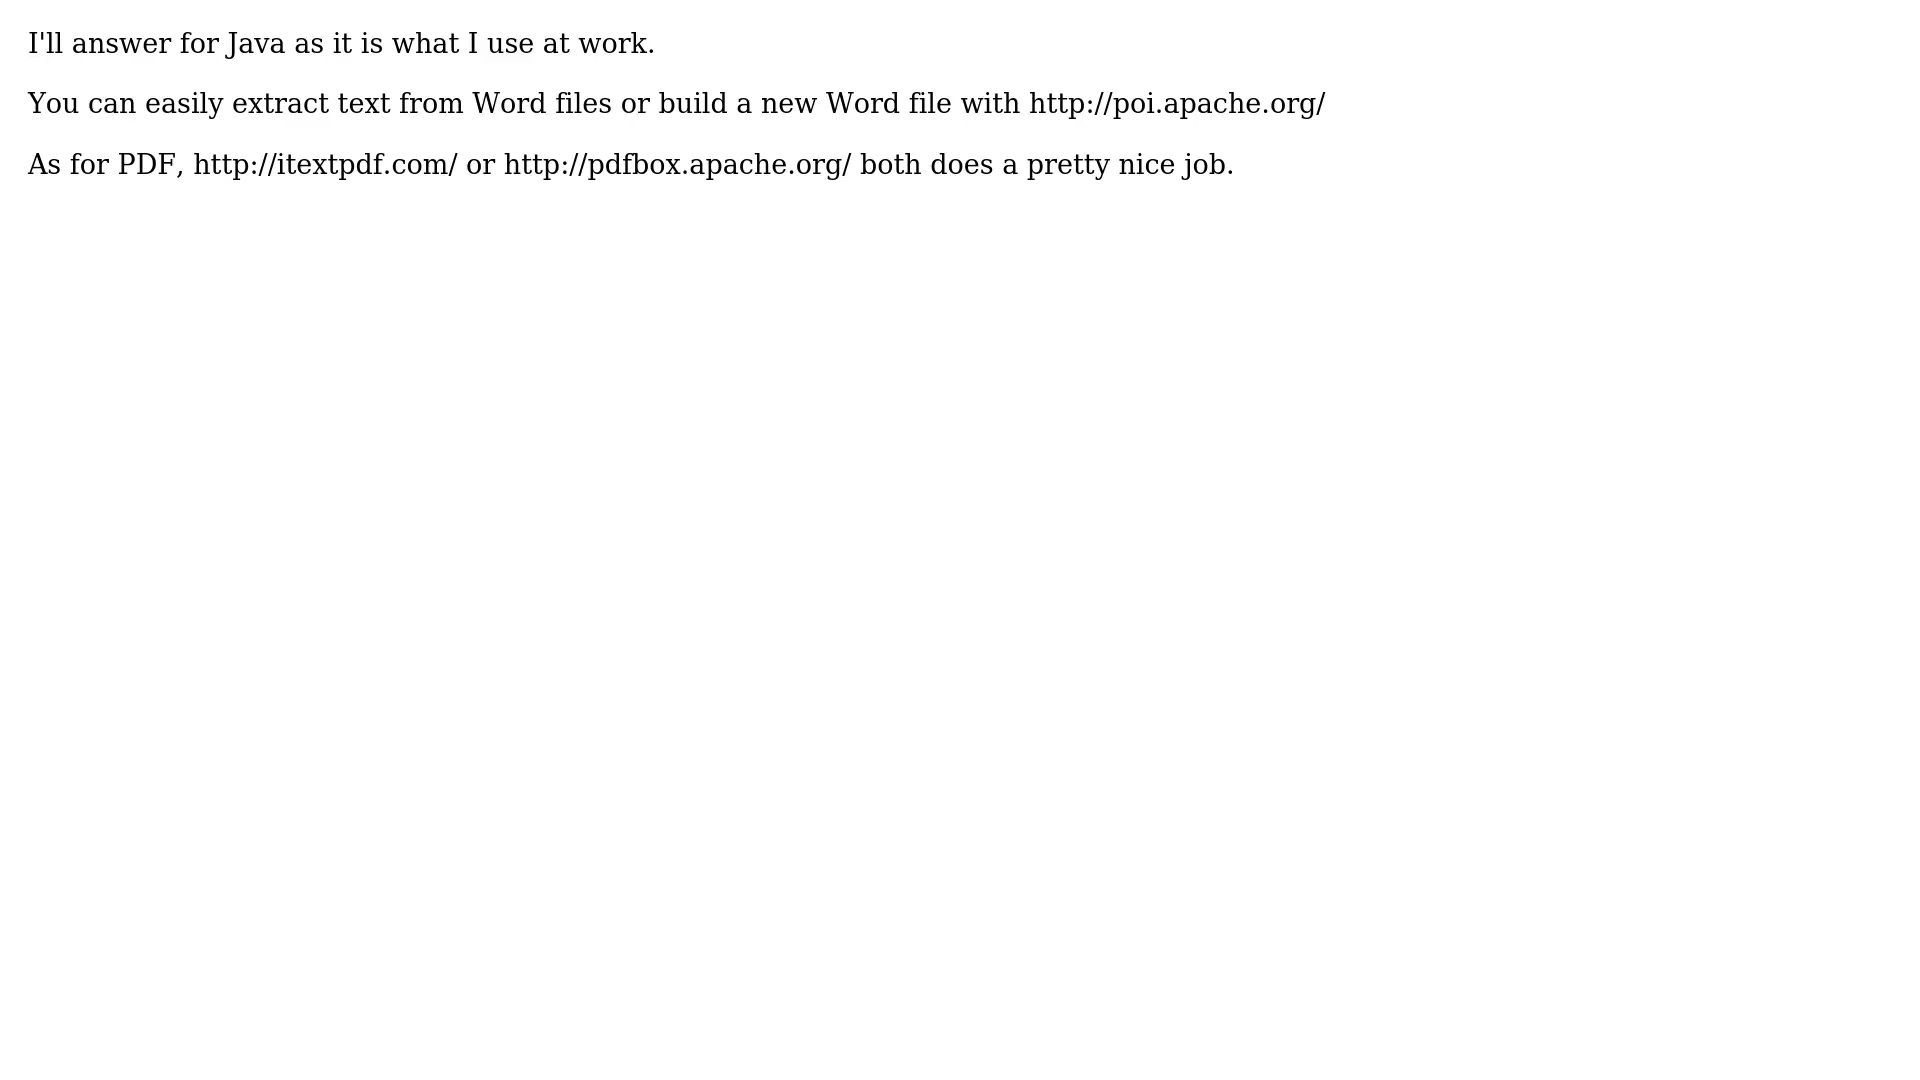 I'll answer for Java as it is what I use at work.
You can easily extract text from Word files or build a new Word file with http://poi.apache.org/
As for PDF, http://itextpdf.com/ or http://pdfbox.apache.org/ both does a pretty nice job.